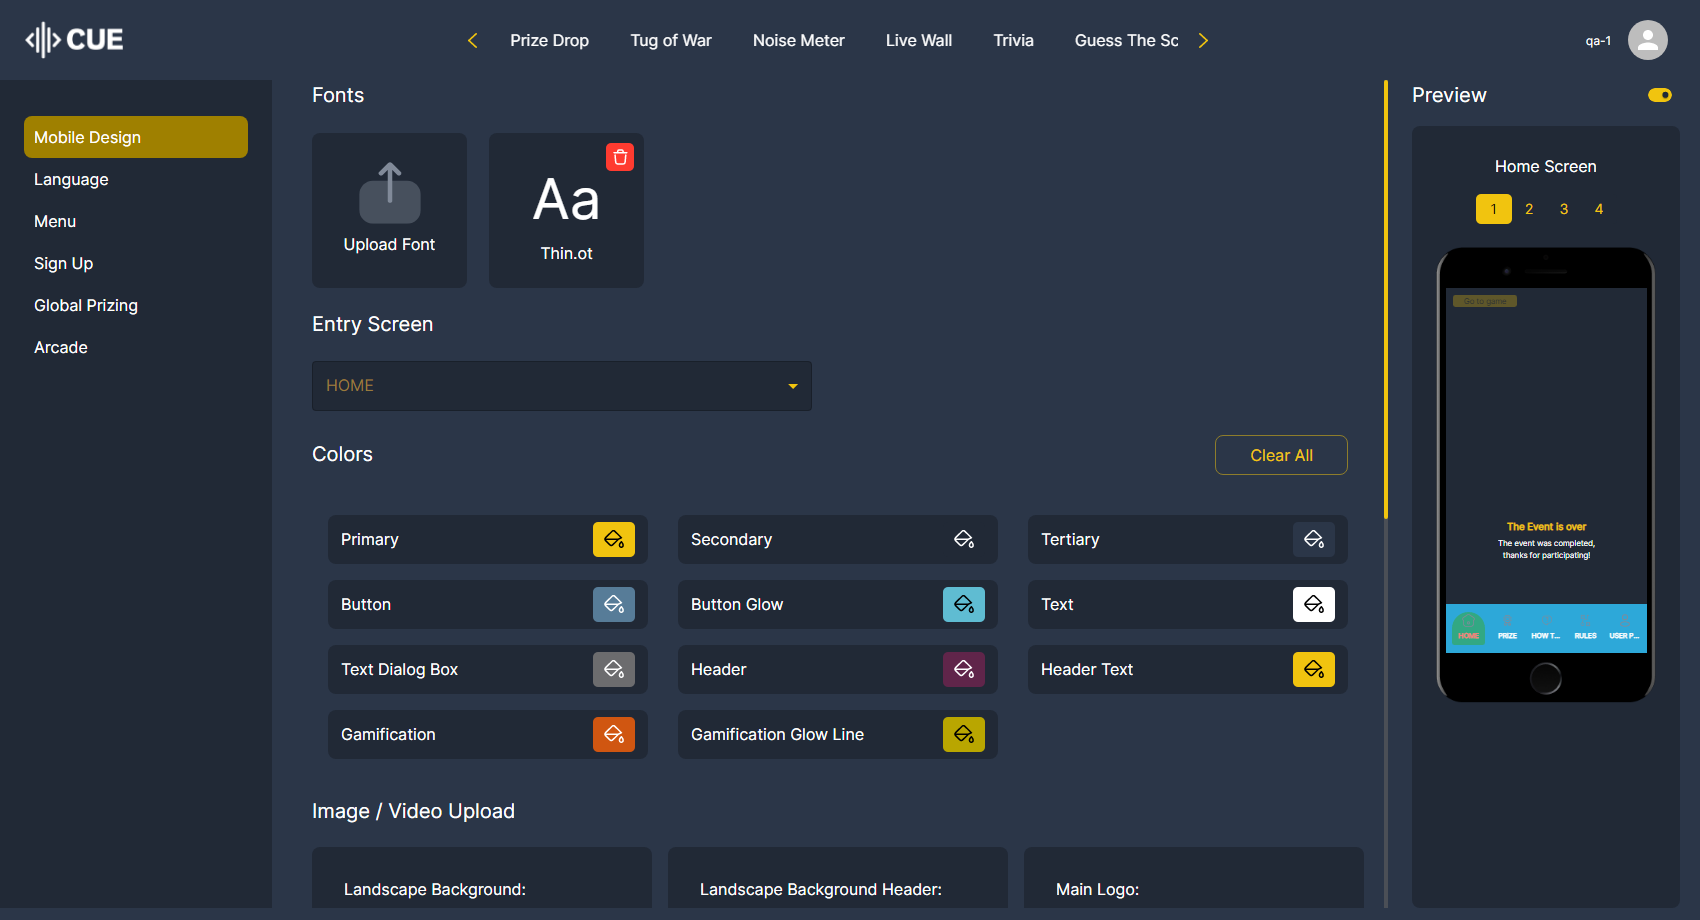 CUE
Prize Drop
Tug of War
Noise Meter
Live Wall
Trivia
Guess The Sc
qa-1
Mobile Design
Language
Menu
Sign Up
Global Prizing
Arcade
Fonts
Upload Font
Aa
Thin.ot
Entry Screen
HOME
Colors
Clear All
Primary
Secondary
Tertiary
Button
Button Glow
Text
Text Dialog Box
Header
Header Text
Gamification
Gamification Glow Line
Image / Video Upload
Landscape Background:
Landscape Background Header:
Main Logo:
Preview
Home Screen
1 2 3 4
Go to game
The Event is over
The event was completed,
thanks for participating!
HOME PRIZE HOW T... RULES USER P...